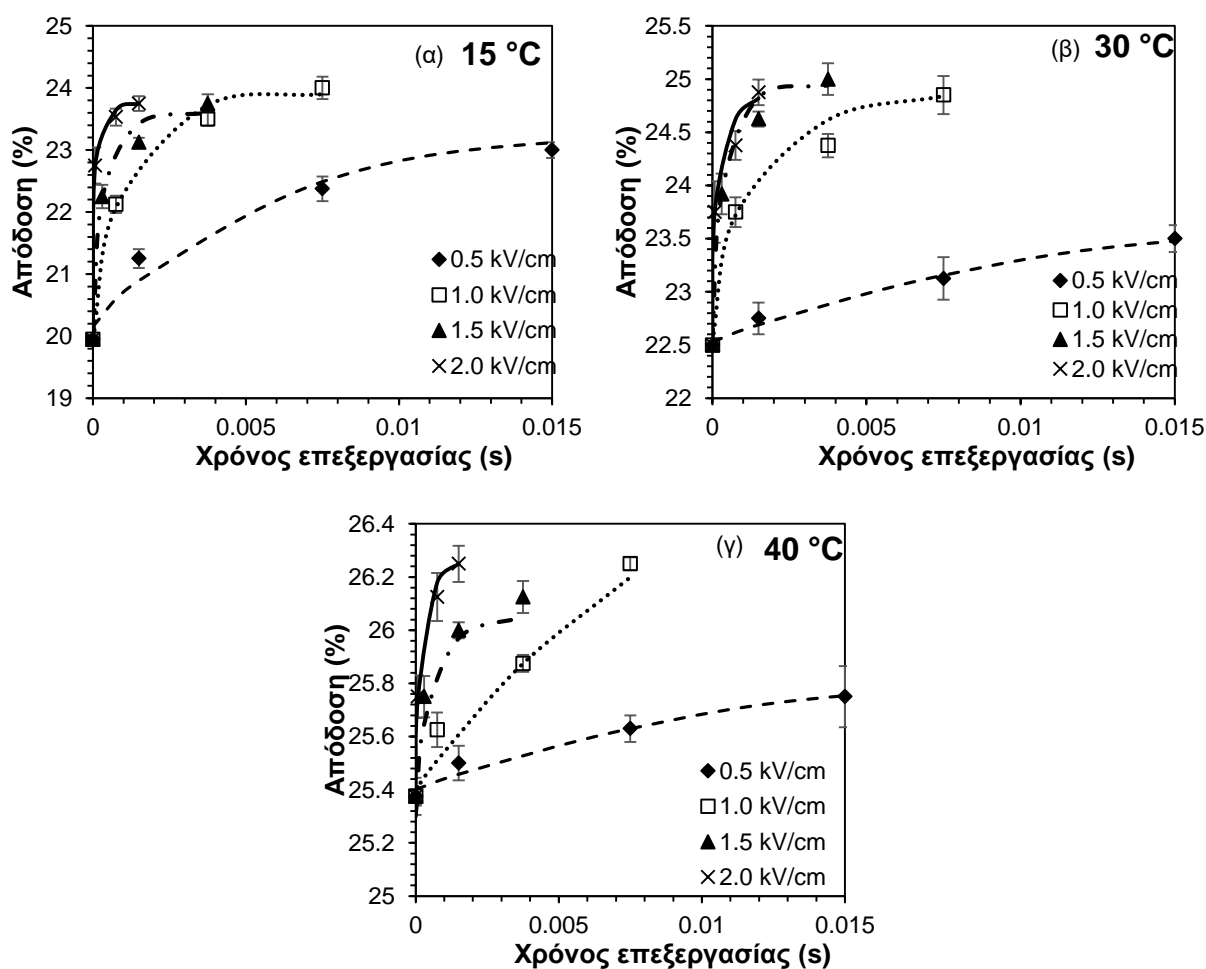 (α) 15 °C
25
24
23
22
21
20
19
Απόδοση (%)
0.5 kV/cm
1.0 kV/cm
1.5 kV/cm
2.0 kV/cm
0 0.005 0.01 0.015
Χρόνος επεξεργασίας (s)
(β) 30 °C
25.5
25
24.5
24
23.5
23
22.5
22
Απόδοση (%)
0.5 kV/cm
1.0 kV/cm
1.5 kV/cm
2.0 kV/cm
0 0.005 0.01 0.015
Χρόνος επεξεργασίας (s)
(γ) 40 °C
26.4
26.2
26
25.8
25.6
25.4
25.2
25
Απόδοση (%)
0.5 kV/cm
1.0 kV/cm
1.5 kV/cm
2.0 kV/cm
0 0.005 0.01 0.015
Χρόνος επεξεργασίας (s)